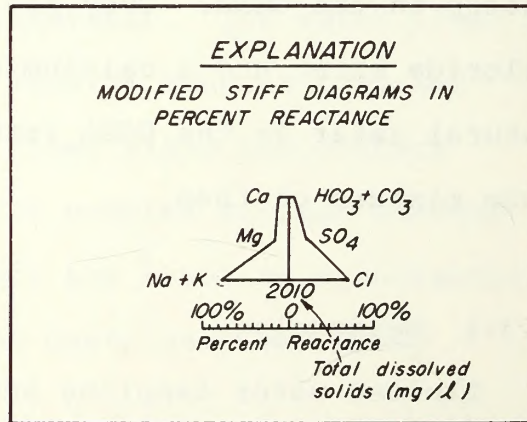 EXPLANATION
MODIFIED STIFF DIAGRAMS IN
PERCENT REACTANCE
Ca HCO3+CO3
Mg SO4
Na+K Cl
2010
100% 0 100%
Percent Reactance
Total dissolved
solids (mg/l)